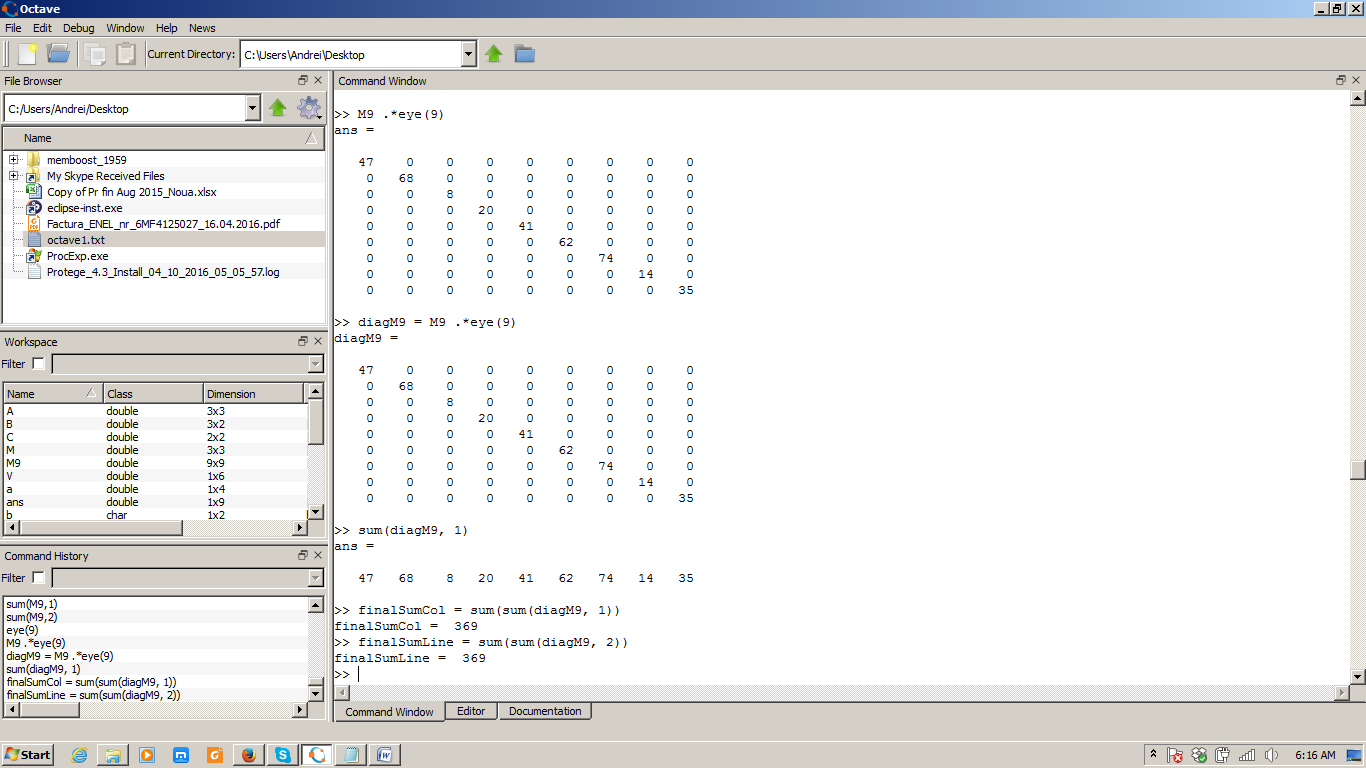 Octave
File Edit Debug Window Help News
Current Directory: C:\Users\Andrei\Desktop
File Browser
C:/Users/Andrei/Desktop
Name
memboost_1959
My Skype Received Files
Copy of Pr fin Aug 2015_Noua.xlsx
eclipse-inst.exe
Factura_ENEL_nr_6MF4125027_16.04.2016.pdf
octave1.txt
ProcExp.exe
Protege_4.3_Install_04_10_2016_05_05_57.log
Workspace
Filter
Name Class Dimension
A double 3x3
B double 3x2
C double 2x2
M double 3x3
M9 double 9x9
V double 1x6
a double 1x4
ans double 1x9
b char 1x2
Command History
Filter
sum(M9,1)
sum(M9,2)
eye(9)
M9 .*eye(9)
diagM9 = M9 .*eye(9)
sum(diagM9, 1)
finalSumCol = sum(sum(diagM9, 1))
finalSumLine = sum(sum(diagM9, 2))
Command Window
>> M9 .*eye(9)
ans =
47 0 0 0 0 0 0 0 0
0 68 0 0 0 0 0 0 0
0 0 8 0 0 0 0 0 0
0 0 0 20 0 0 0 0 0
0 0 0 0 41 0 0 0 0
0 0 0 0 0 62 0 0 0
0 0 0 0 0 0 74 0 0
0 0 0 0 0 0 0 14 0
0 0 0 0 0 0 0 0 35
>> diagM9 = M9 .*eye(9)
diagM9 =
47 0 0 0 0 0 0 0 0
0 68 0 0 0 0 0 0 0
0 0 8 0 0 0 0 0 0
0 0 0 20 0 0 0 0 0
0 0 0 0 41 0 0 0 0
0 0 0 0 0 62 0 0 0
0 0 0 0 0 0 74 0 0
0 0 0 0 0 0 0 14 0
0 0 0 0 0 0 0 0 35
>> sum(diagM9, 1)
ans =
47 68 8 20 41 62 74 14 35
>> finalSumCol = sum(sum(diagM9, 1))
finalSumCol = 369
>> finalSumLine = sum(sum(diagM9, 2))
finalSumLine = 369
>>
Command Window Editor Documentation
Start
6:16 AM